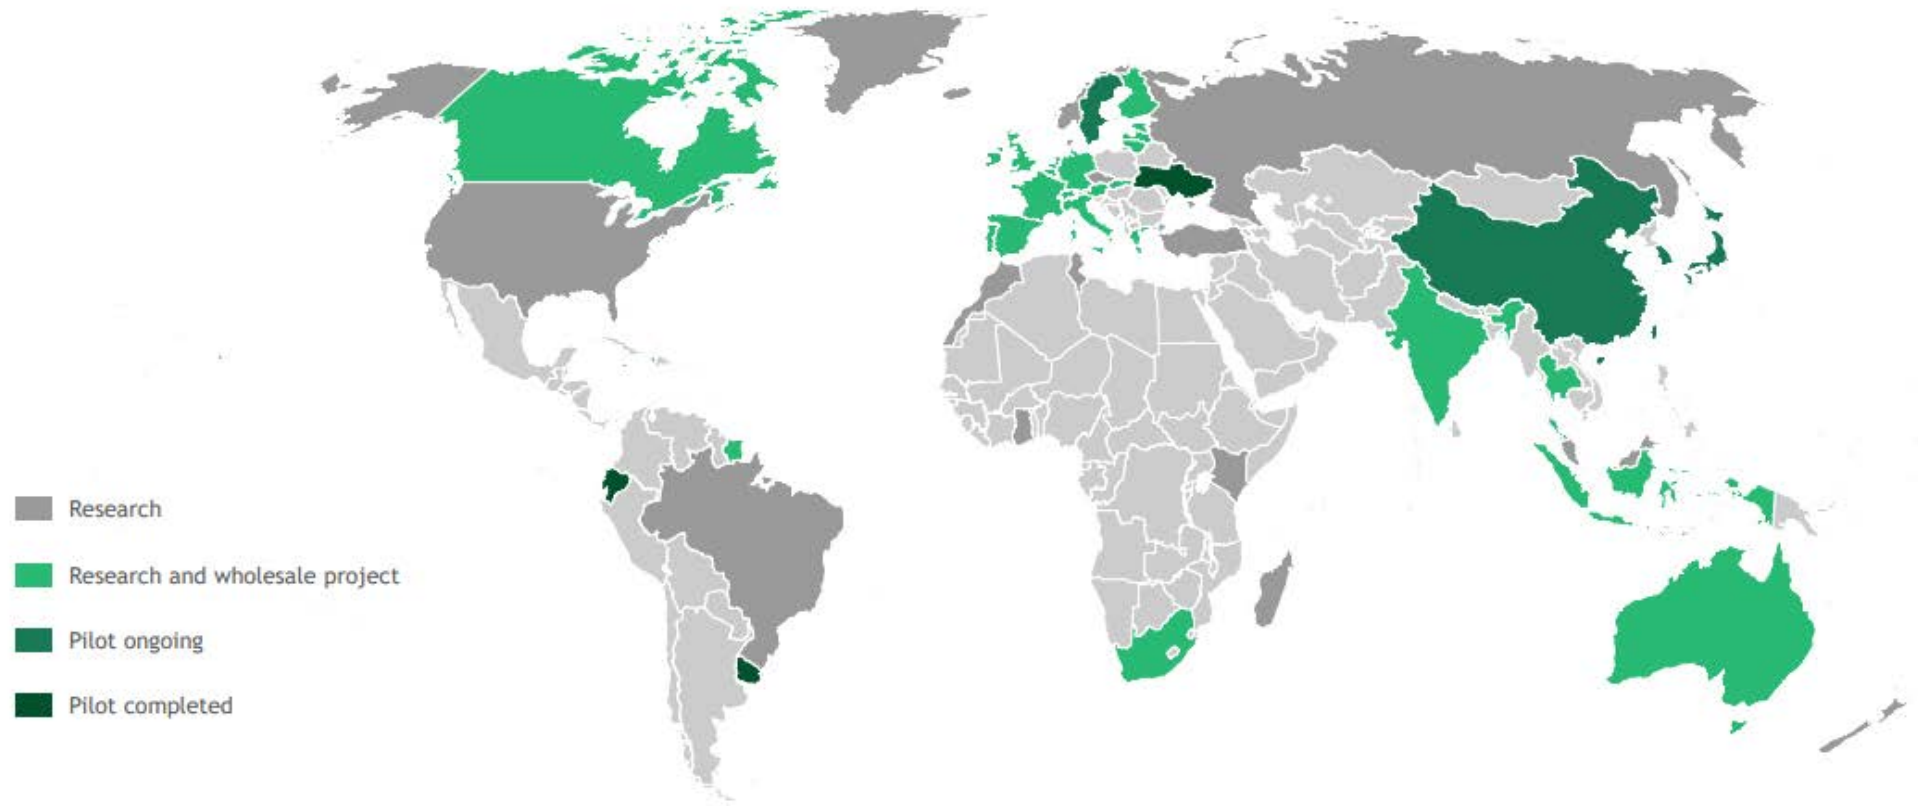 Research
Research and wholesale project
Pilot ongoing
Pilot completed